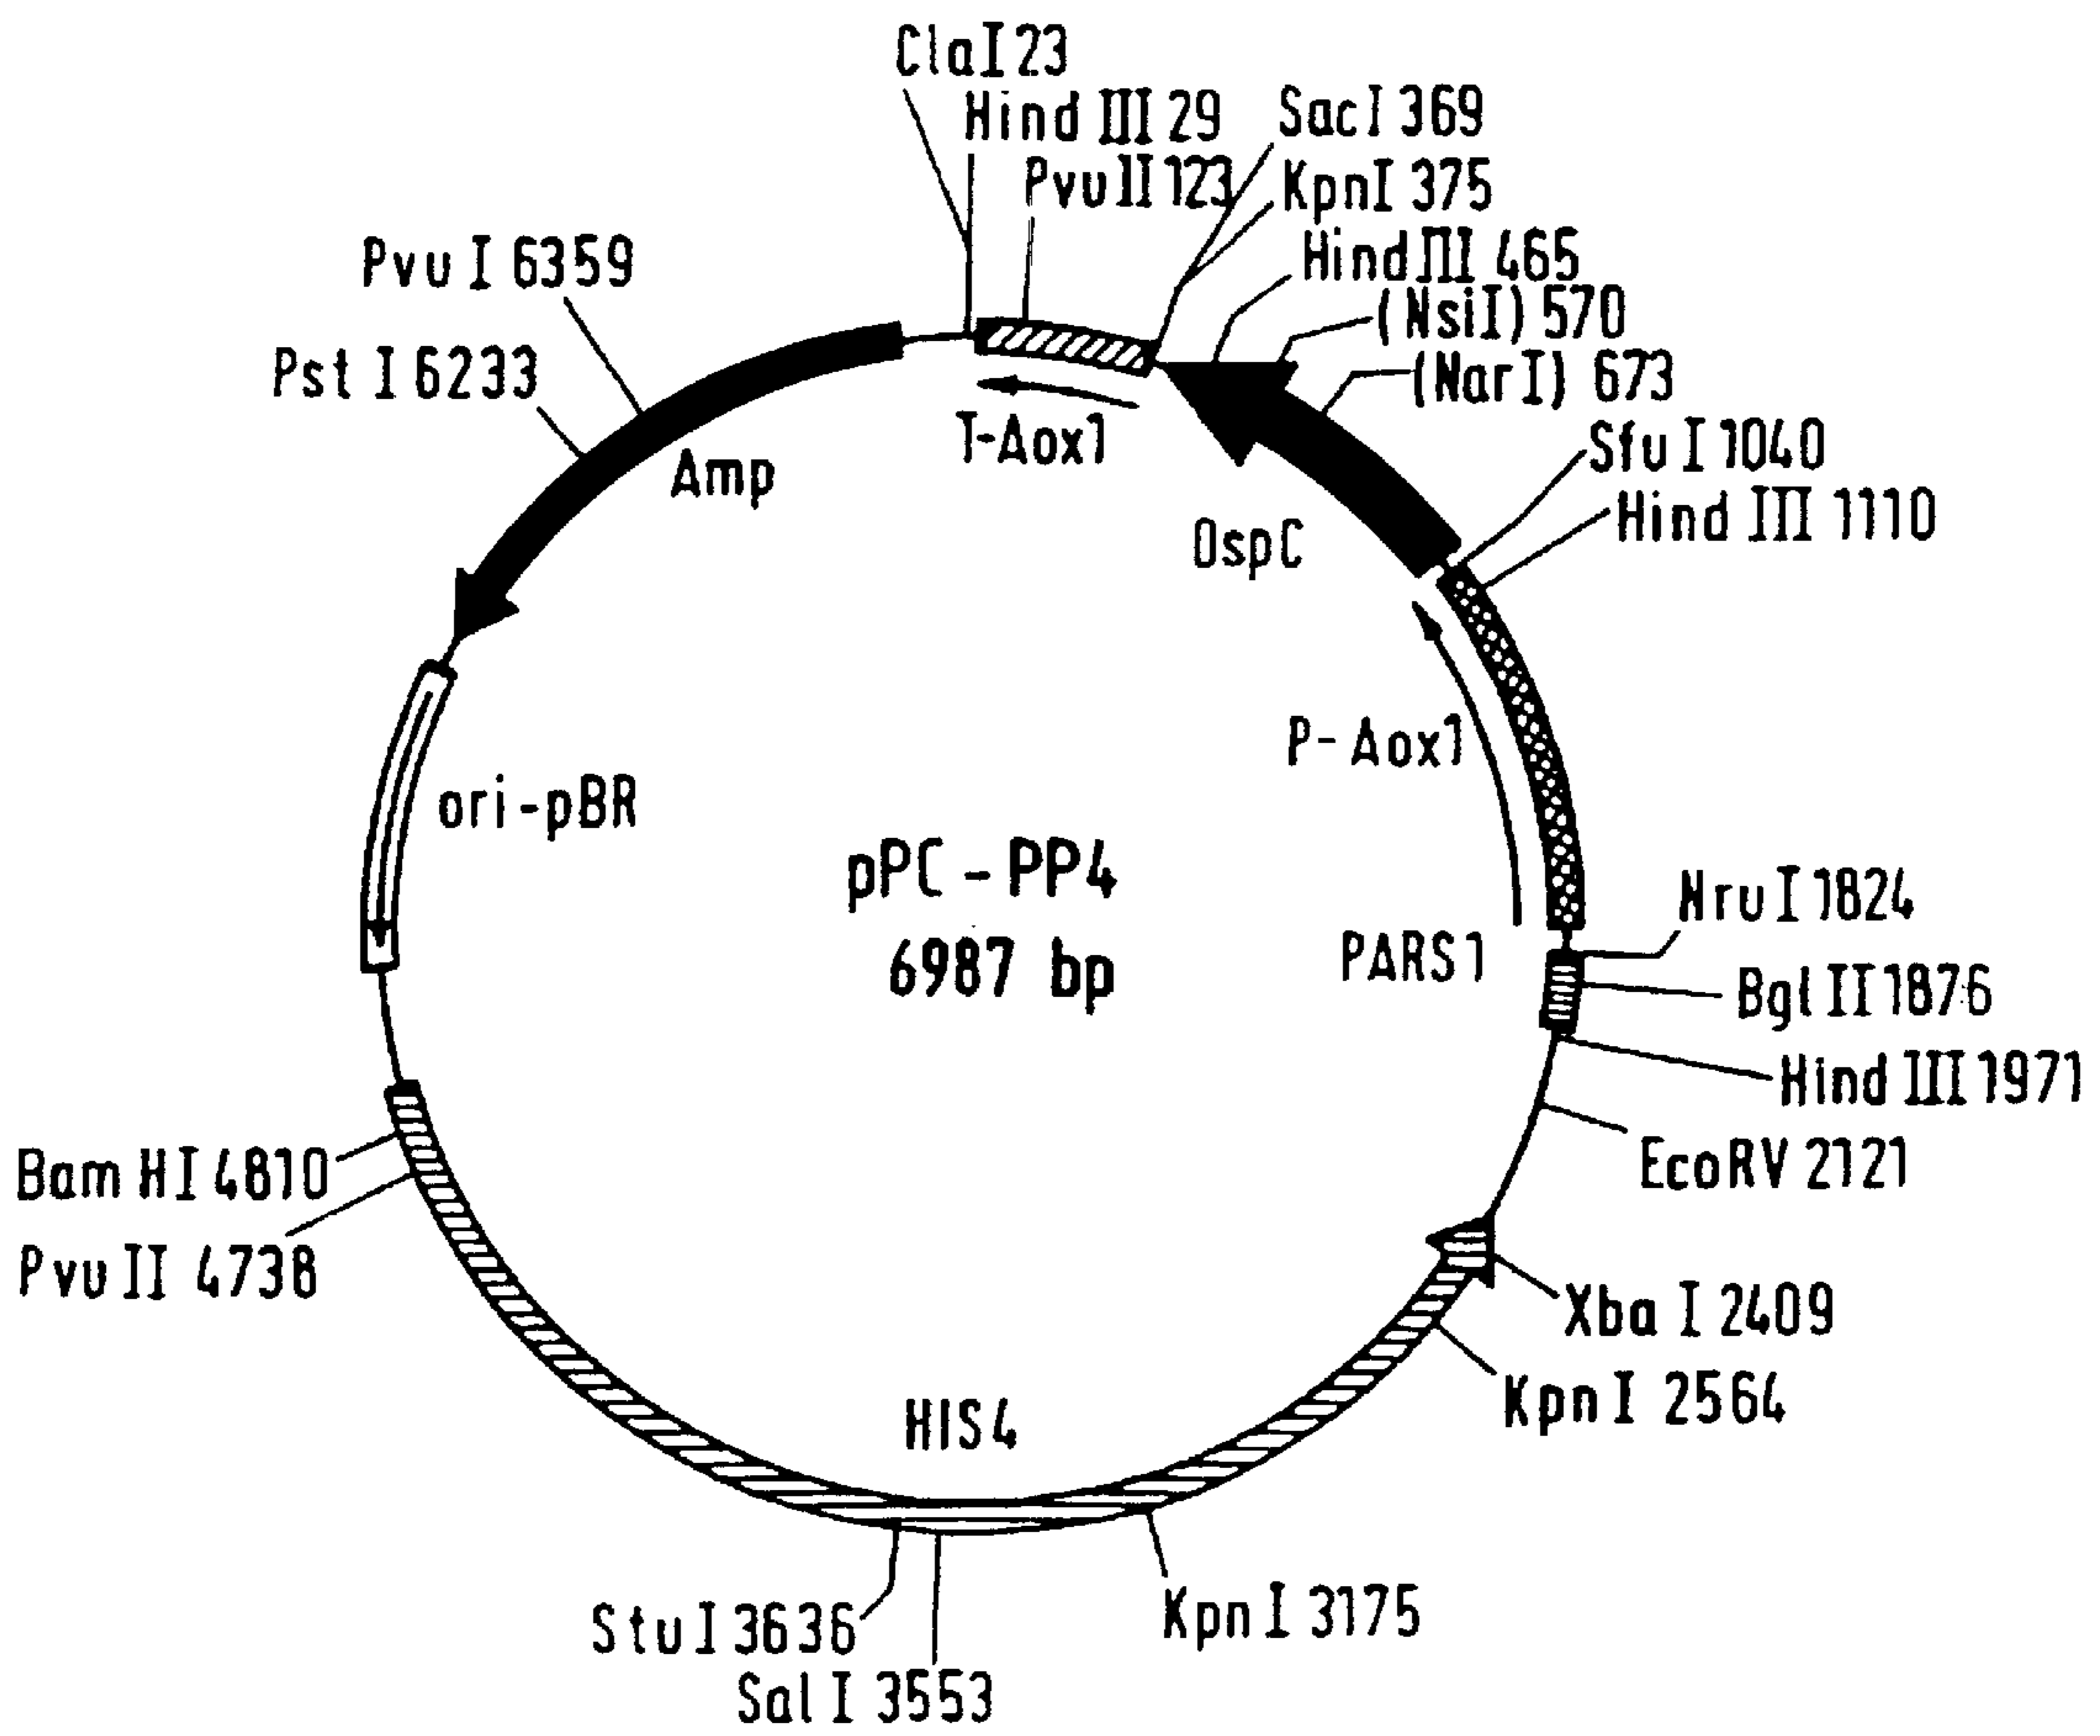 ClaI 23
Hind III 29
PvuII 123
SacI 369
KpnI 375
Hind III 465
(NsiI) 570
(NarI) 673
SfuI 1040
Hind III 1110
PvuI 6359
PstI 6233
Amp
T-Aox1
OspC
P-Aox1
ori-pBR
pPC-PP4
6987 bp
PARS1
NruI 1824
BglII 1876
Hind III 1971
EcoRV 2121
XbaI 2409
KpnI 2564
BamHI 4810
PvuII 4738
HIS4
StuI 3636
SalI 3553
KpnI 3175